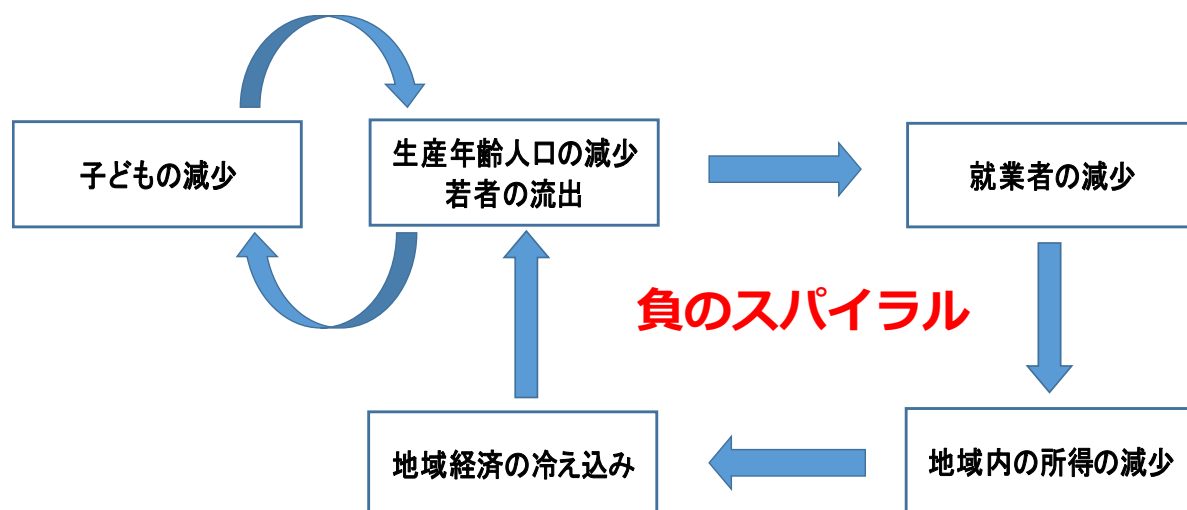 子どもの減少
生産年齢人口の減少
若者の流出
就業者の減少
負のスパイラル
地域経済の冷え込み
地域内の所得の減少